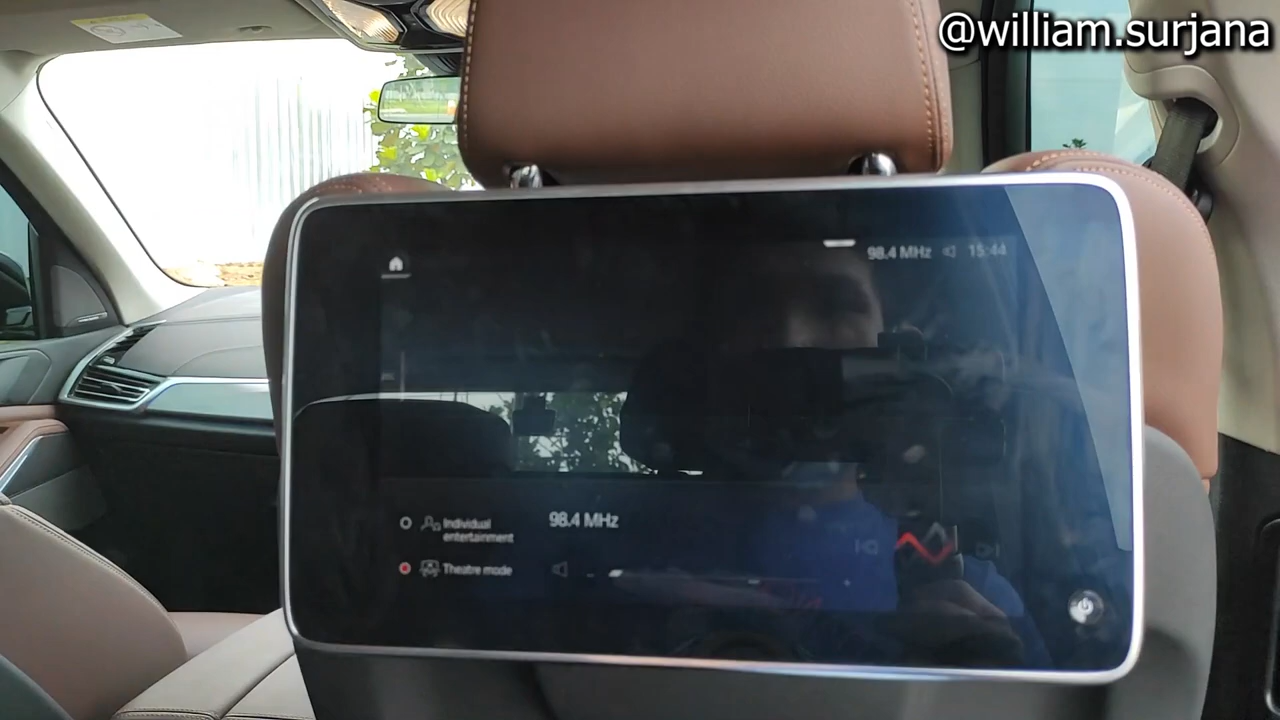 @william.surjana
98.4 MHz 15:44
Individual
entertainment
98.4 MHz
Theatre mode